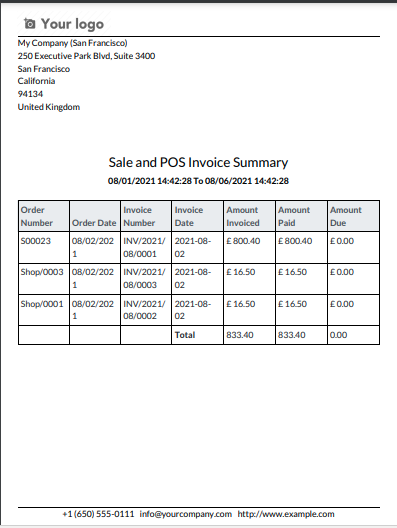 Your logo
My Company (San Francisco)
250 Executive Park Blvd, Suite 3400
San Francisco
California
94134
United Kingdom
Sale and POS Invoice Summary
08/01/2021 14:42:28 To 08/06/2021 14:42:28
Order Number Order Date Invoice Number Invoice Date Amount Invoiced Amount Paid Amount Due
S00023 08/02/2021 INV/2021/08/0001 2021-08-02 £ 800.40 £ 800.40 £ 0.00
Shop/0003 08/02/2021 INV/2021/08/0003 2021-08-02 £ 16.50 £ 16.50 £ 0.00
Shop/0001 08/02/2021 INV/2021/08/0002 2021-08-02 £ 16.50 £ 16.50 £ 0.00
Total 833.40 833.40 0.00
+1 (650) 555-0111 info@yourcompany.com http://www.example.com